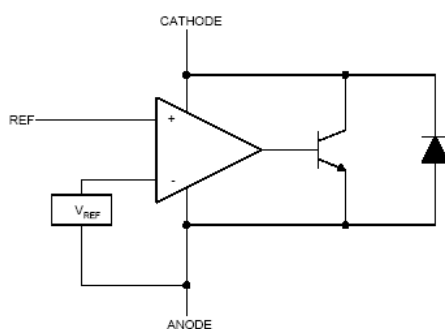 CATHODE
REF
+
-
VREF
ANODE